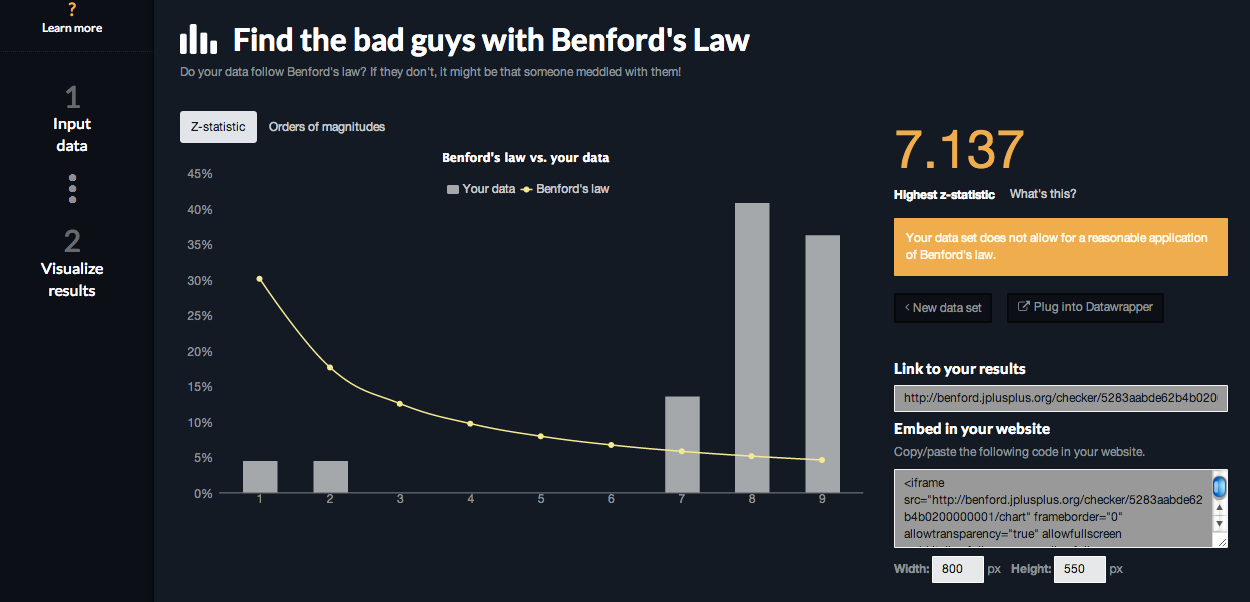 ?
Learn more
1
Input
data
2
Visualize
results
Find the bad guys with Benford's Law
Do your data follow Benford's law? If they don't, it might be that someone meddled with them!
Z-statistic
Orders of magnitudes
Benford's law vs. your data
Your data
Benford's law
45%
40%
35%
30%
25%
20%
15%
10%
5%
0%
1 2 3 4 5 6 7 8 9
7.137
Highest z-statistic What's this?
Your data set does not allow for a reasonable application
of Benford's law.
‹ New data set
Plug into Datawrapper
Link to your results
http://benford.jplusplus.org/checker/5283aabde62b4b020
Embed in your website
Copy/paste the following code in your website.
<iframe
src="http://benford.jplusplus.org/checker/5283aabde62
b4b0200000001/chart" frameborder="0"
allowtransparency="true" allowfullscreen
Width: 800 px Height: 550 px